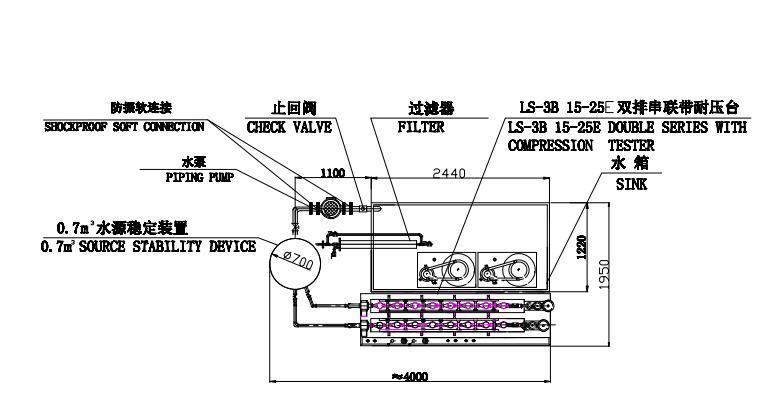 防振软连接
SHOCKPROOF SOFT CONNECTION
止回阀
CHECK VALVE
过滤器
FILTER
LS-3B 15-25E 双排串联带耐压台
LS-3B 15-25E DOUBLE SERIES WITH
COMPRESSION TESTER
水泵
PIPING PUMP
水 箱
SINK
1100
2440
0.7m³水源稳定装置
0.7m³ SOURCE STABILITY DEVICE
ø700
1220
1950
≈4000